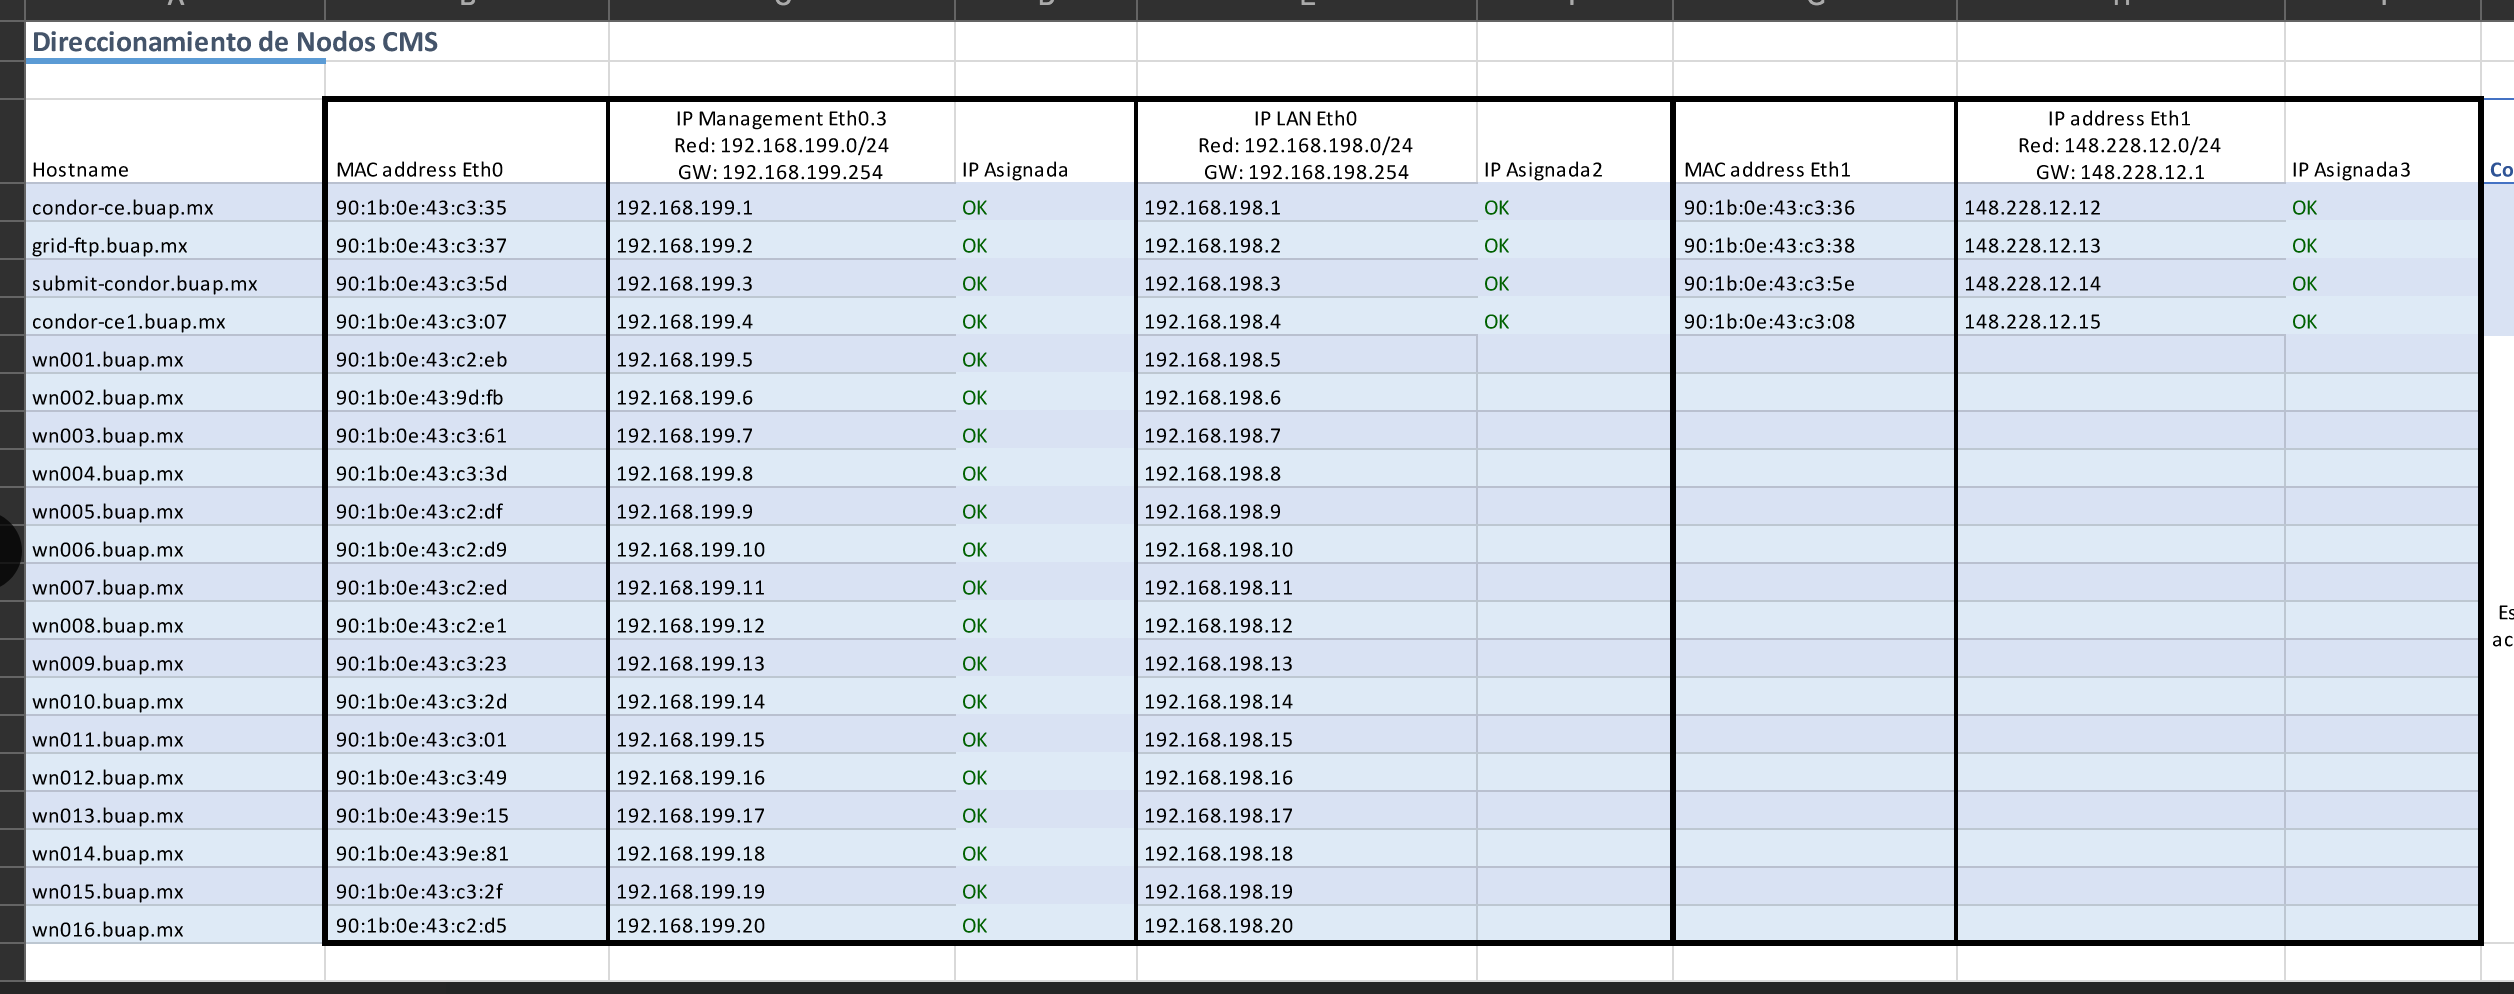 Direccionamiento de Nodos CMS
IP Management Eth0.3 IP LAN Eth0 IP address Eth1
Red: 192.168.199.0/24 Red: 192.168.198.0/24 Red: 148.228.12.0/24
Hostname MAC address Eth0 GW: 192.168.199.254 IP Asignada GW: 192.168.198.254 IP Asignada2 MAC address Eth1 GW: 148.228.12.1 IP Asignada3
condor-ce.buap.mx 90:1b:0e:43:c3:35 192.168.199.1 OK 192.168.198.1 OK 90:1b:0e:43:c3:36 148.228.12.12 OK
grid-ftp.buap.mx 90:1b:0e:43:c3:37 192.168.199.2 OK 192.168.198.2 OK 90:1b:0e:43:c3:38 148.228.12.13 OK
submit-condor.buap.mx 90:1b:0e:43:c3:5d 192.168.199.3 OK 192.168.198.3 OK 90:1b:0e:43:c3:5e 148.228.12.14 OK
condor-ce1.buap.mx 90:1b:0e:43:c3:07 192.168.199.4 OK 192.168.198.4 OK 90:1b:0e:43:c3:08 148.228.12.15 OK
wn001.buap.mx 90:1b:0e:43:c2:eb 192.168.199.5 OK 192.168.198.5
wn002.buap.mx 90:1b:0e:43:9d:fb 192.168.199.6 OK 192.168.198.6
wn003.buap.mx 90:1b:0e:43:c3:61 192.168.199.7 OK 192.168.198.7
wn004.buap.mx 90:1b:0e:43:c3:3d 192.168.199.8 OK 192.168.198.8
wn005.buap.mx 90:1b:0e:43:c2:df 192.168.199.9 OK 192.168.198.9
wn006.buap.mx 90:1b:0e:43:c2:d9 192.168.199.10 OK 192.168.198.10
wn007.buap.mx 90:1b:0e:43:c2:ed 192.168.199.11 OK 192.168.198.11
wn008.buap.mx 90:1b:0e:43:c2:e1 192.168.199.12 OK 192.168.198.12
wn009.buap.mx 90:1b:0e:43:c3:23 192.168.199.13 OK 192.168.198.13
wn010.buap.mx 90:1b:0e:43:c3:2d 192.168.199.14 OK 192.168.198.14
wn011.buap.mx 90:1b:0e:43:c3:01 192.168.199.15 OK 192.168.198.15
wn012.buap.mx 90:1b:0e:43:c3:49 192.168.199.16 OK 192.168.198.16
wn013.buap.mx 90:1b:0e:43:9e:15 192.168.199.17 OK 192.168.198.17
wn014.buap.mx 90:1b:0e:43:9e:81 192.168.199.18 OK 192.168.198.18
wn015.buap.mx 90:1b:0e:43:c3:2f 192.168.199.19 OK 192.168.198.19
wn016.buap.mx 90:1b:0e:43:c2:d5 192.168.199.20 OK 192.168.198.20